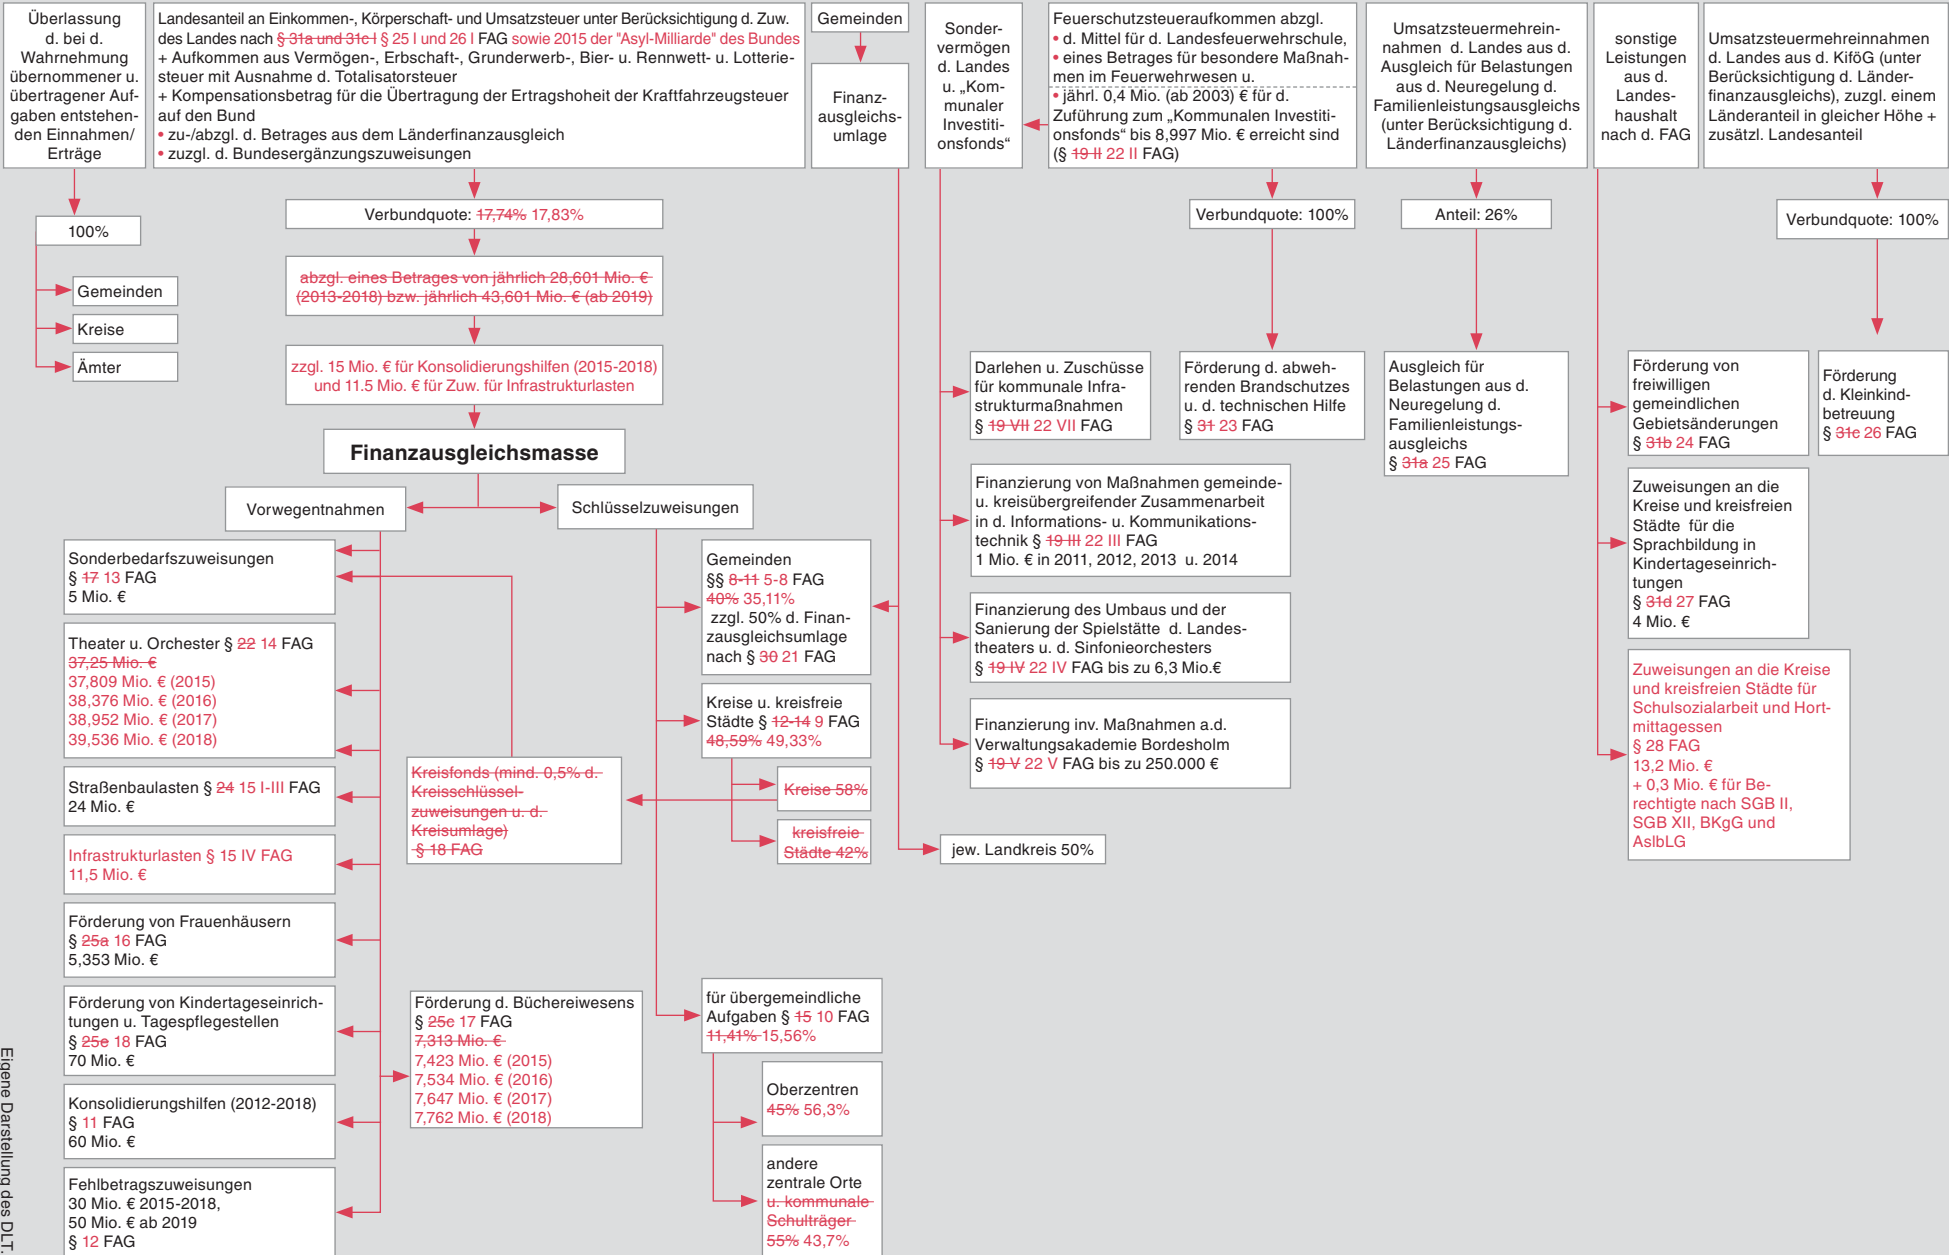 Überlassung
d. bei d.
Wahrnehmung
übernommener u.
übertragener Auf-
gaben entstehen-
den Einnahmen/
Erträge
100%
Gemeinden
Kreise
Ämter
Landesanteil an Einkommen-, Körperschaft- und Umsatzsteuer unter Berücksichtigung d. Zuw.
des Landes nach § 31a und 31c I § 25 I und 26 I FAG sowie 2015 der "Asyl-Milliarde" des Bundes
+ Aufkommen aus Vermögen-, Erbschaft-, Grunderwerb-, Bier- u. Rennwett- u. Lotterie-
steuer mit Ausnahme d. Totalisatorsteuer
+ Kompensationsbetrag für die Übertragung der Ertragshoheit der Kraftfahrzeugsteuer
auf den Bund
• zu-/abzgl. d. Betrages aus dem Länderfinanzausgleich
• zuzgl. d. Bundesergänzungszuweisungen
Verbundquote: 17,74% 17,83%
abzgl. eines Betrages von jährlich 28,601 Mio. €
(2013-2018) bzw. jährlich 43,601 Mio. € (ab 2019)
zzgl. 15 Mio. € für Konsolidierungshilfen (2015-2018)
und 11.5 Mio. € für Zuw. für Infrastrukturlasten
Finanzausgleichsmasse
Vorwegentnahmen
Schlüsselzuweisungen
Sonderbedarfszuweisungen
§ 17 13 FAG
5 Mio. €
Theater u. Orchester § 22 14 FAG
37,25 Mio. €
37,809 Mio. € (2015)
38,376 Mio. € (2016)
38,952 Mio. € (2017)
39,536 Mio. € (2018)
Straßenbaulasten § 24 15 I-III FAG
24 Mio. €
Infrastrukturlasten § 15 IV FAG
11,5 Mio. €
Förderung von Frauenhäusern
§ 25a 16 FAG
5,353 Mio. €
Förderung von Kindertageseinrich-
tungen u. Tagespflegestellen
§ 25e 18 FAG
70 Mio. €
Konsolidierungshilfen (2012-2018)
§ 11 FAG
60 Mio. €
Fehlbetragszuweisungen
30 Mio. € 2015-2018,
50 Mio. € ab 2019
§ 12 FAG
Kreisfonds (mind. 0,5% d.
Kreisschlüssel-
zuweisungen u. d.
Kreisumlage)
§ 18 FAG
Förderung d. Büchereiwesens
§ 25c 17 FAG
7,313 Mio. €
7,423 Mio. € (2015)
7,534 Mio. € (2016)
7,647 Mio. € (2017)
7,762 Mio. € (2018)
Gemeinden
§§ 8-11 5-8 FAG
40% 35,11%
zzgl. 50% d. Finan-
zausgleichsumlage
nach § 30 21 FAG
Kreise u. kreisfreie
Städte § 12-14 9 FAG
48,59% 49,33%
Kreise 58%
kreisfreie
Städte 42%
für übergemeindliche
Aufgaben § 15 10 FAG
11,41% 15,56%
Oberzentren
45% 56,3%
andere
zentrale Orte
u. kommunale
Schulträger
55% 43,7%
Gemeinden
Finanz-
ausgleichs-
umlage
jew. Landkreis 50%
Sonder-
vermögen
d. Landes
u. „Kom-
munaler
Investiti-
onsfonds“
Darlehen u. Zuschüsse
für kommunale Infra-
strukturmaßnahmen
§ 19 VII 22 VII FAG
Finanzierung von Maßnahmen gemeinde-
u. kreisübergreifender Zusammenarbeit
in d. Informations- u. Kommunikations-
technik § 19 III 22 III FAG
1 Mio. € in 2011, 2012, 2013 u. 2014
Finanzierung des Umbaus und der
Sanierung der Spielstätte d. Landes-
theaters u. d. Sinfonieorchesters
§ 19 IV 22 IV FAG bis zu 6,3 Mio.€
Finanzierung inv. Maßnahmen a.d.
Verwaltungsakademie Bordesholm
§ 19 V 22 V FAG bis zu 250.000 €
Feuerschutzsteueraufkommen abzgl.
• d. Mittel für d. Landesfeuerwehrschule,
• eines Betrages für besondere Maßnah-
men im Feuerwehrwesen u.
• jährl. 0,4 Mio. (ab 2003) € für d.
Zuführung zum „Kommunalen Investiti-
onsfonds“ bis 8,997 Mio. € erreicht sind
(§ 19 II 22 II FAG)
Verbundquote: 100%
Förderung d. abweh-
renden Brandschutzes
u. d. technischen Hilfe
§ 31 23 FAG
Umsatzsteuermehrein-
nahmen d. Landes aus d.
Ausgleich für Belastungen
aus d. Neuregelung d.
Familienleistungsausgleichs
(unter Berücksichtigung d.
Länderfinanzausgleichs)
Anteil: 26%
Ausgleich für
Belastungen aus d.
Neuregelung d.
Familienleistungs-
ausgleichs
§ 31a 25 FAG
sonstige
Leistungen
aus d.
Landes-
haushalt
nach d. FAG
Förderung von
freiwilligen
gemeindlichen
Gebietsänderungen
§ 31b 24 FAG
Zuweisungen an die
Kreise und kreisfreien
Städte für die
Sprachbildung in
Kindertageseinrich-
tungen
§ 31d 27 FAG
4 Mio. €
Zuweisungen an die Kreise
und kreisfreien Städte für
Schulsozialarbeit und Hort-
mittagessen
§ 28 FAG
13,2 Mio. €
+ 0,3 Mio. € für Be-
rechtigte nach SGB II,
SGB XII, BKgG und
AslbLG
Umsatzsteuermehreinnahmen
d. Landes aus d. KiföG (unter
Berücksichtigung d. Länder-
finanzausgleichs), zuzgl. einem
Länderanteil in gleicher Höhe +
zusätzl. Landesanteil
Verbundquote: 100%
Förderung
d. Kleinkind-
betreuung
§ 31c 26 FAG
Eigene Darstellung des DLT.